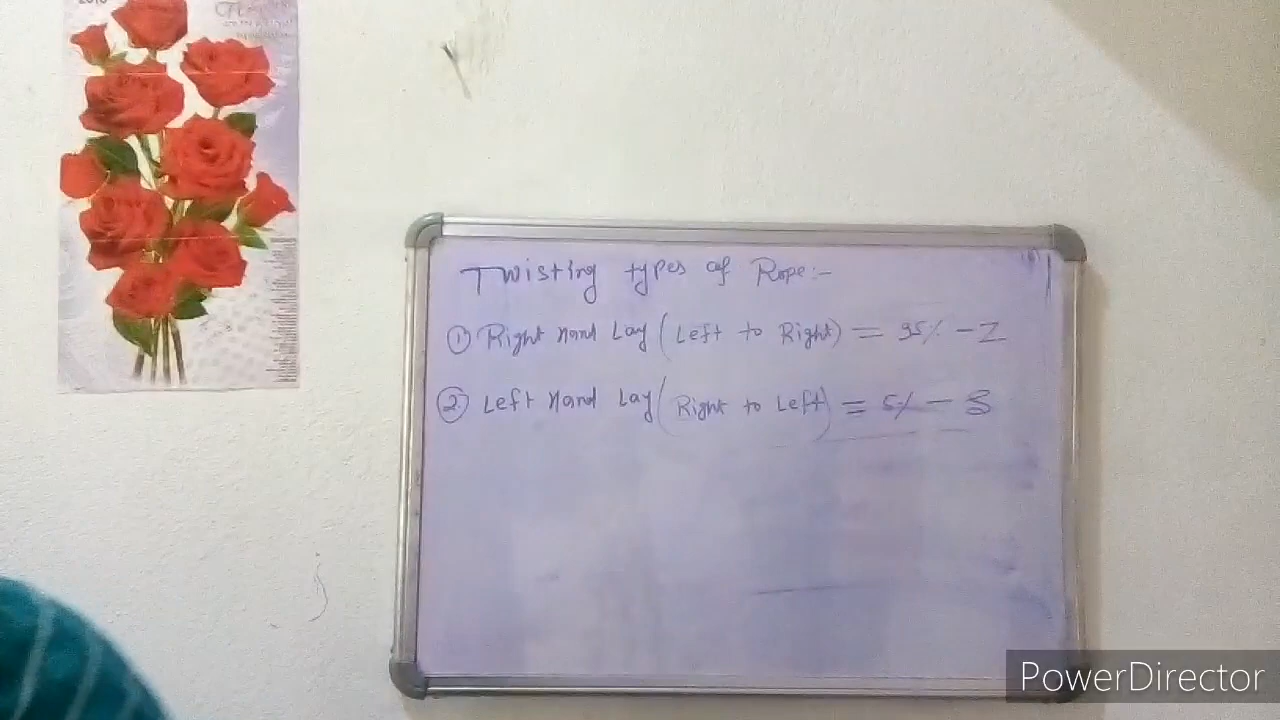 2018
Twisting types of Rope:-
① Right Hand Lay (Left to Right) = 95% - Z
② Left Hand Lay (Right to Left) = 5% - S
PowerDirector